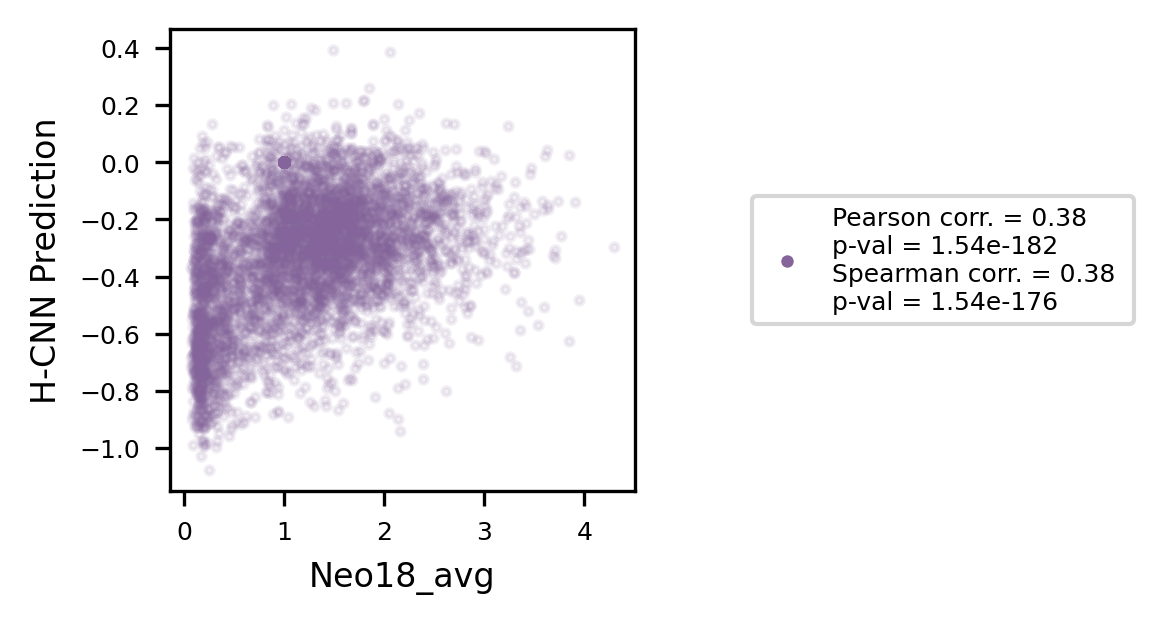 0.4
0.2
0.0
−0.2
−0.4
−0.6
−0.8
−1.0
H-CNN Prediction
0 1 2 3 4
Neo18_avg
Pearson corr. = 0.38
p-val = 1.54e-182
Spearman corr. = 0.38
p-val = 1.54e-176